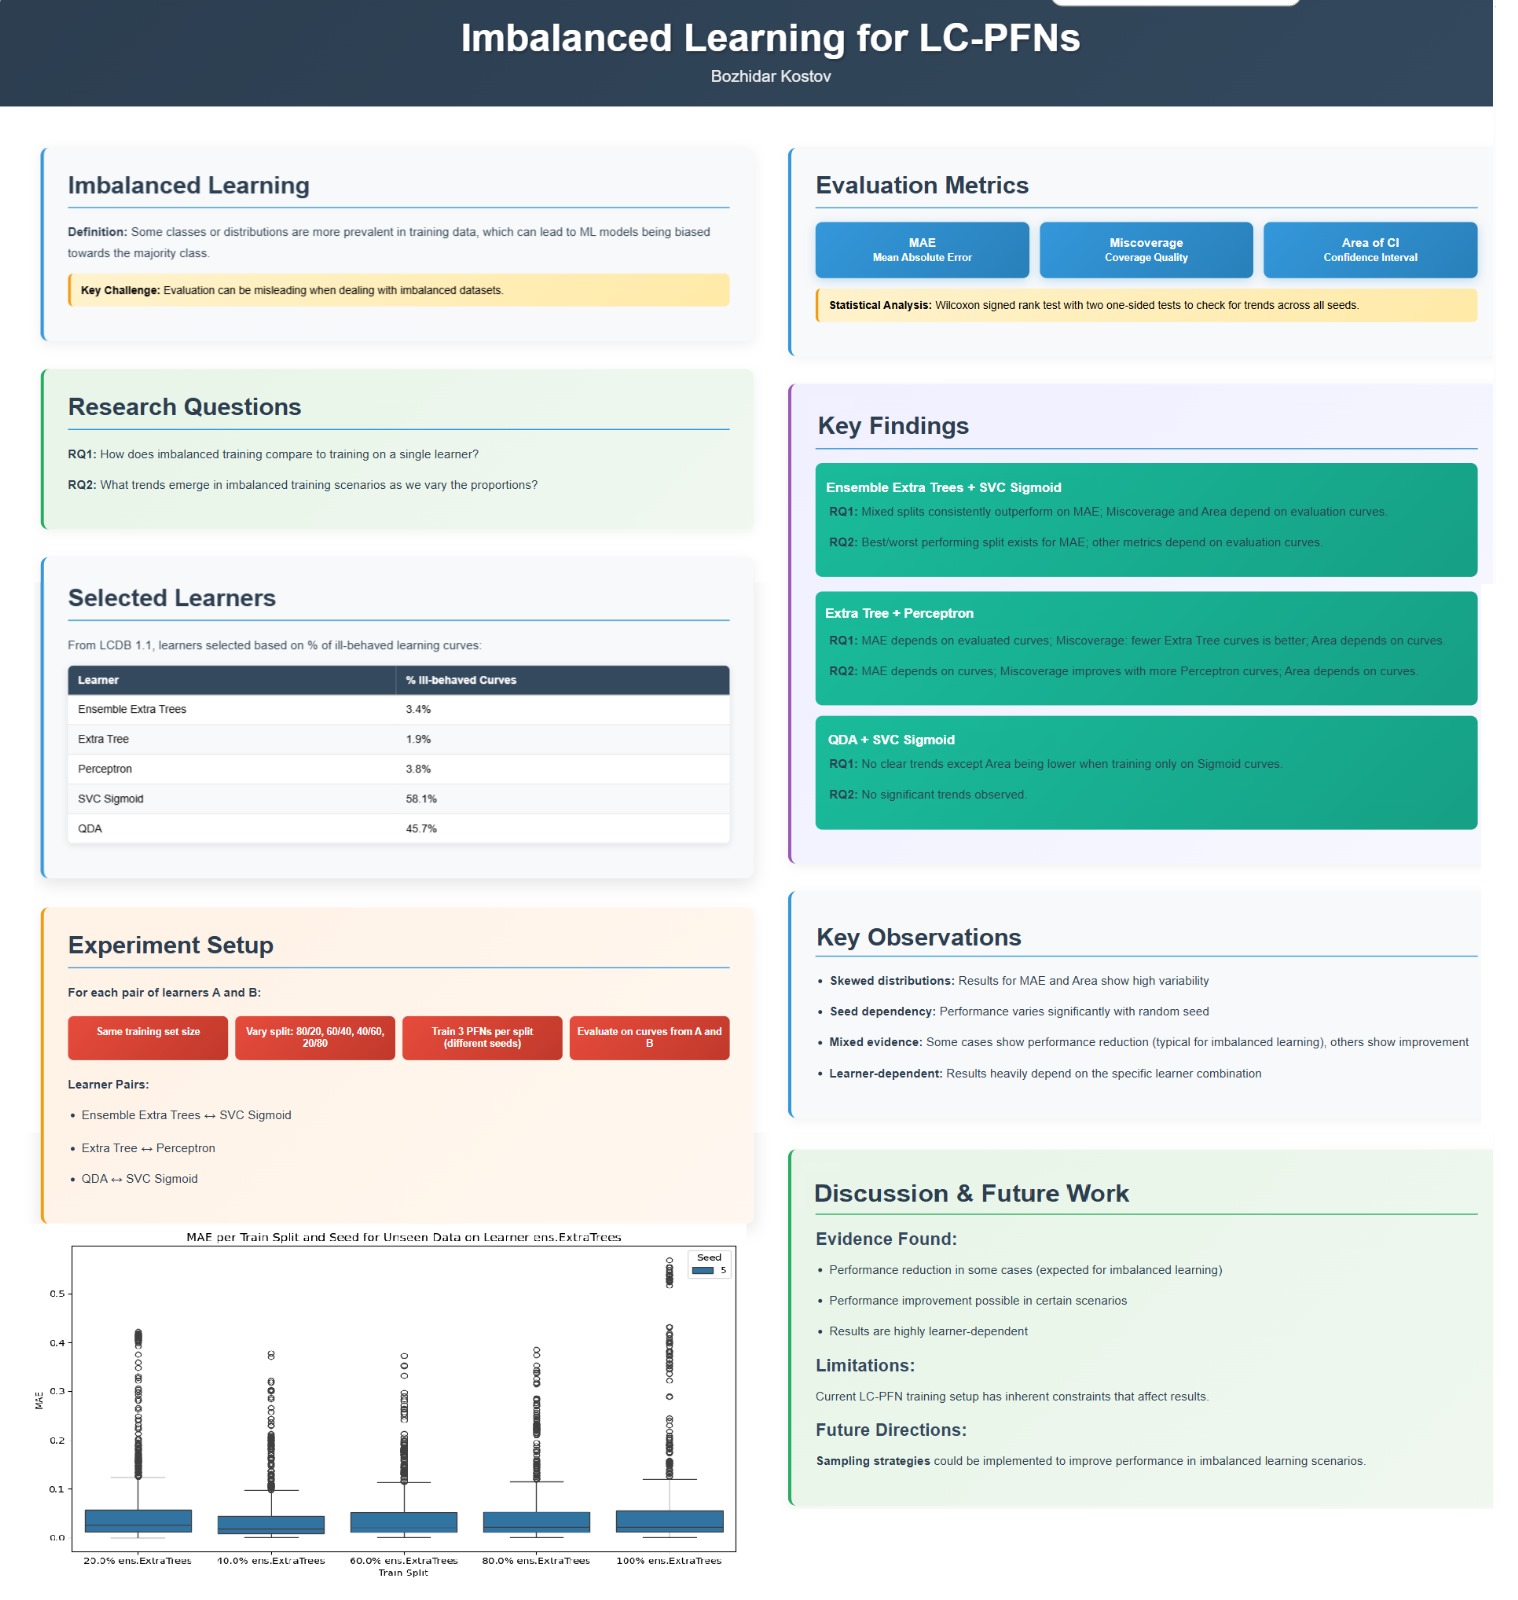 Imbalanced Learning for LC-PFNs
Bozhidar Kostov
Imbalanced Learning
Definition: Some classes or distributions are more prevalent in training data, which can lead to ML models being biased
towards the majority class.
Key Challenge: Evaluation can be misleading when dealing with imbalanced datasets.
Research Questions
RQ1: How does imbalanced training compare to training on a single learner?
RQ2: What trends emerge in imbalanced training scenarios as we vary the proportions?
Selected Learners
From LCDB 1.1, learners selected based on % of ill-behaved learning curves:
Learner % Ill-behaved Curves
Ensemble Extra Trees 3.4%
Extra Tree 1.9%
Perceptron 3.8%
SVC Sigmoid 58.1%
QDA 45.7%
Experiment Setup
For each pair of learners A and B:
Same training set size
Vary split: 80/20, 60/40, 40/60,
20/80
Train 3 PFNs per split
(different seeds)
Evaluate on curves from A and
B
Learner Pairs:
• Ensemble Extra Trees ↔ SVC Sigmoid
• Extra Tree ↔ Perceptron
• QDA ↔ SVC Sigmoid
MAE per Train Split and Seed for Unseen Data on Learner ens.ExtraTrees
Seed
5
MAE
0.5
0.4
0.3
0.2
0.1
0.0
20.0% ens.ExtraTrees 40.0% ens.ExtraTrees 60.0% ens.ExtraTrees 80.0% ens.ExtraTrees 100% ens.ExtraTrees
Train Split
Evaluation Metrics
MAE
Mean Absolute Error
Miscoverage
Coverage Quality
Area of CI
Confidence Interval
Statistical Analysis: Wilcoxon signed rank test with two one-sided tests to check for trends across all seeds.
Key Findings
Ensemble Extra Trees + SVC Sigmoid
RQ1: Mixed splits consistently outperform on MAE; Miscoverage and Area depend on evaluation curves.
RQ2: Best/worst performing split exists for MAE; other metrics depend on evaluation curves.
Extra Tree + Perceptron
RQ1: MAE depends on evaluated curves; Miscoverage: fewer Extra Tree curves is better; Area depends on curves.
RQ2: MAE depends on curves; Miscoverage improves with more Perceptron curves; Area depends on curves.
QDA + SVC Sigmoid
RQ1: No clear trends except Area being lower when training only on Sigmoid curves.
RQ2: No significant trends observed.
Key Observations
• Skewed distributions: Results for MAE and Area show high variability
• Seed dependency: Performance varies significantly with random seed
• Mixed evidence: Some cases show performance reduction (typical for imbalanced learning), others show improvement
• Learner-dependent: Results heavily depend on the specific learner combination
Discussion & Future Work
Evidence Found:
• Performance reduction in some cases (expected for imbalanced learning)
• Performance improvement possible in certain scenarios
• Results are highly learner-dependent
Limitations:
Current LC-PFN training setup has inherent constraints that affect results.
Future Directions:
Sampling strategies could be implemented to improve performance in imbalanced learning scenarios.